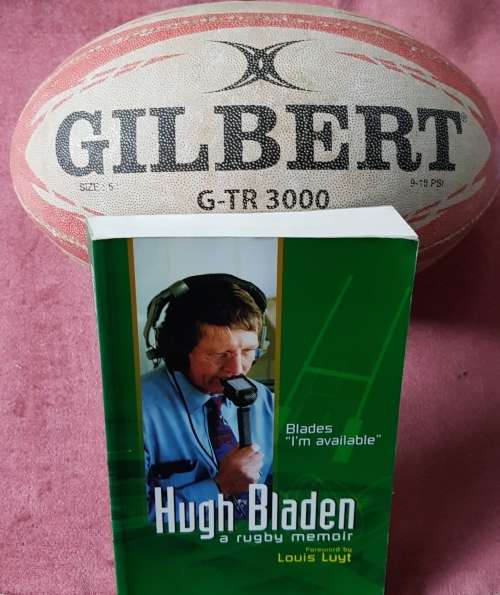 GILBERT
SIZE : 5
9-10 PSI
G-TR 3000
Blades
"I'm available"
Hugh Bladen
a rugby memoir
Foreword by
Louis Luyt